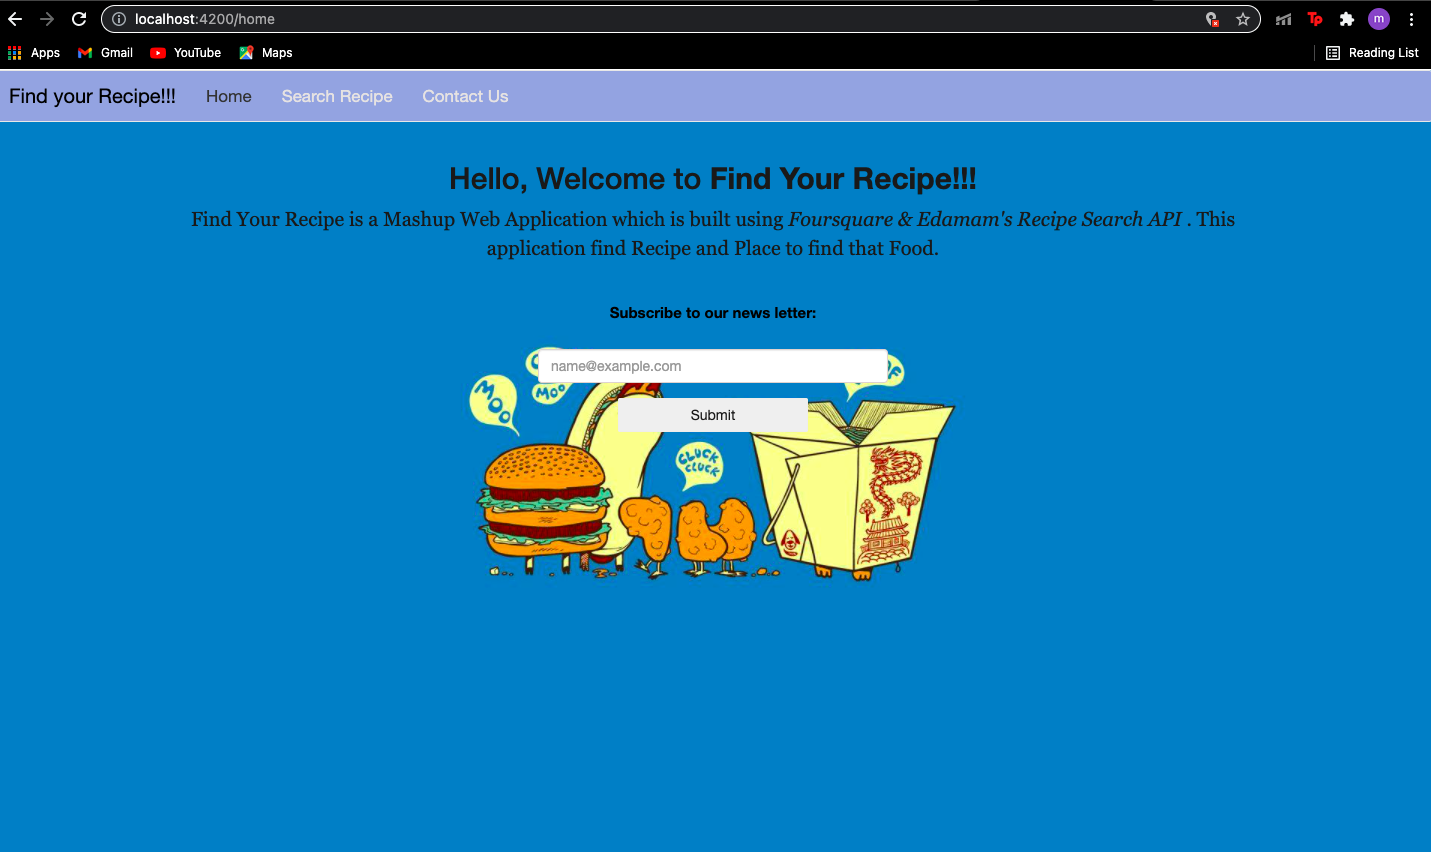 localhost:4200/home
m
Apps Gmail YouTube Maps Reading List
Find your Recipe!!! Home Search Recipe Contact Us
Hello, Welcome to Find Your Recipe!!!
Find Your Recipe is a Mashup Web Application which is built using Foursquare & Edamam's Recipe Search API . This
application find Recipe and Place to find that Food.
Subscribe to our news letter:
name@example.com
MOO
MOO
Submit
CLUCK
CLUCK